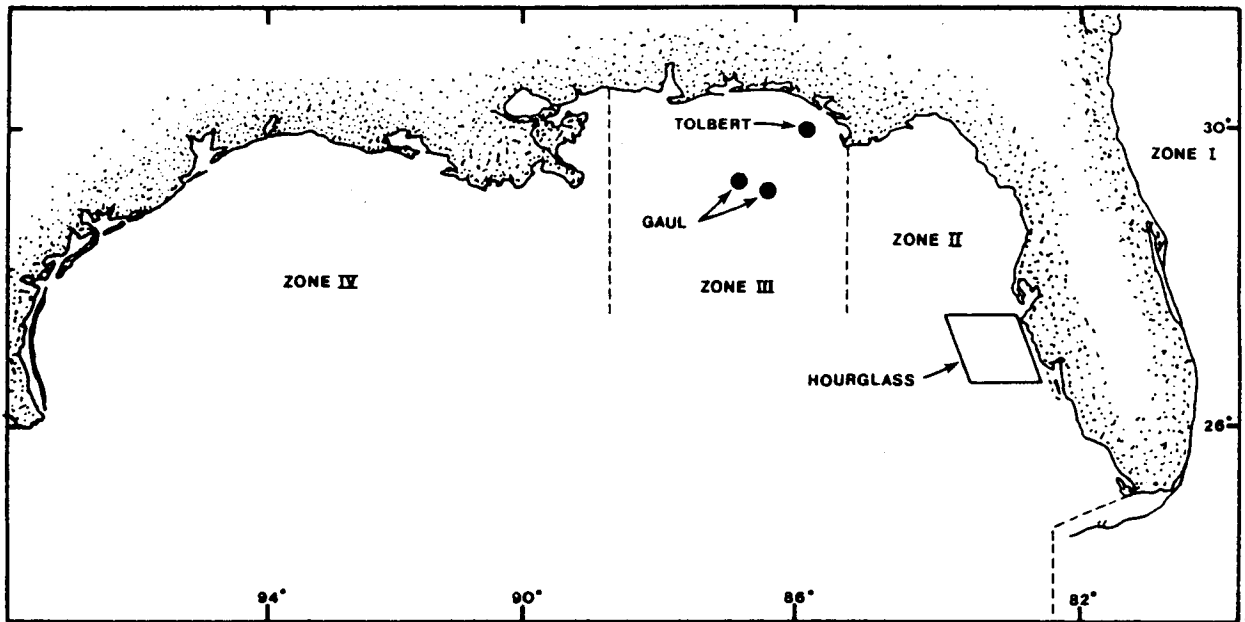 TOLBERT
30°
ZONE I
GAUL
ZONE II
ZONE IV
ZONE III
HOURGLASS
26°
94°
90°
86°
82°